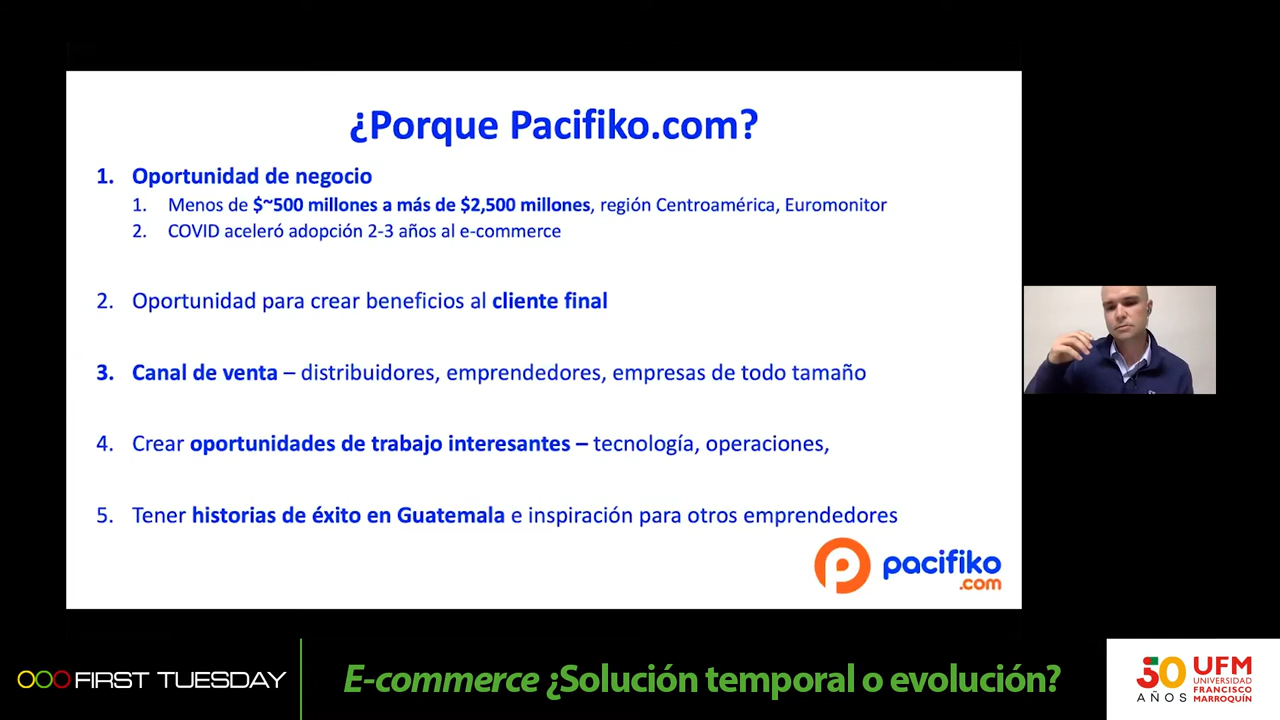 ¿Porque Pacifiko.com?
1. Oportunidad de negocio
1. Menos de $~500 millones a más de $2,500 millones, región Centroamérica, Euromonitor
2. COVID aceleró adopción 2-3 años al e-commerce
2. Oportunidad para crear beneficios al cliente final
3. Canal de venta – distribuidores, emprendedores, empresas de todo tamaño
4. Crear oportunidades de trabajo interesantes – tecnología, operaciones,
5. Tener historias de éxito en Guatemala e inspiración para otros emprendedores
pacifiko
.com
FIRST TUESDAY
E-commerce ¿Solución temporal o evolución?
50
AÑOS
UFM
UNIVERSIDAD
FRANCISCO
MARROQUÍN